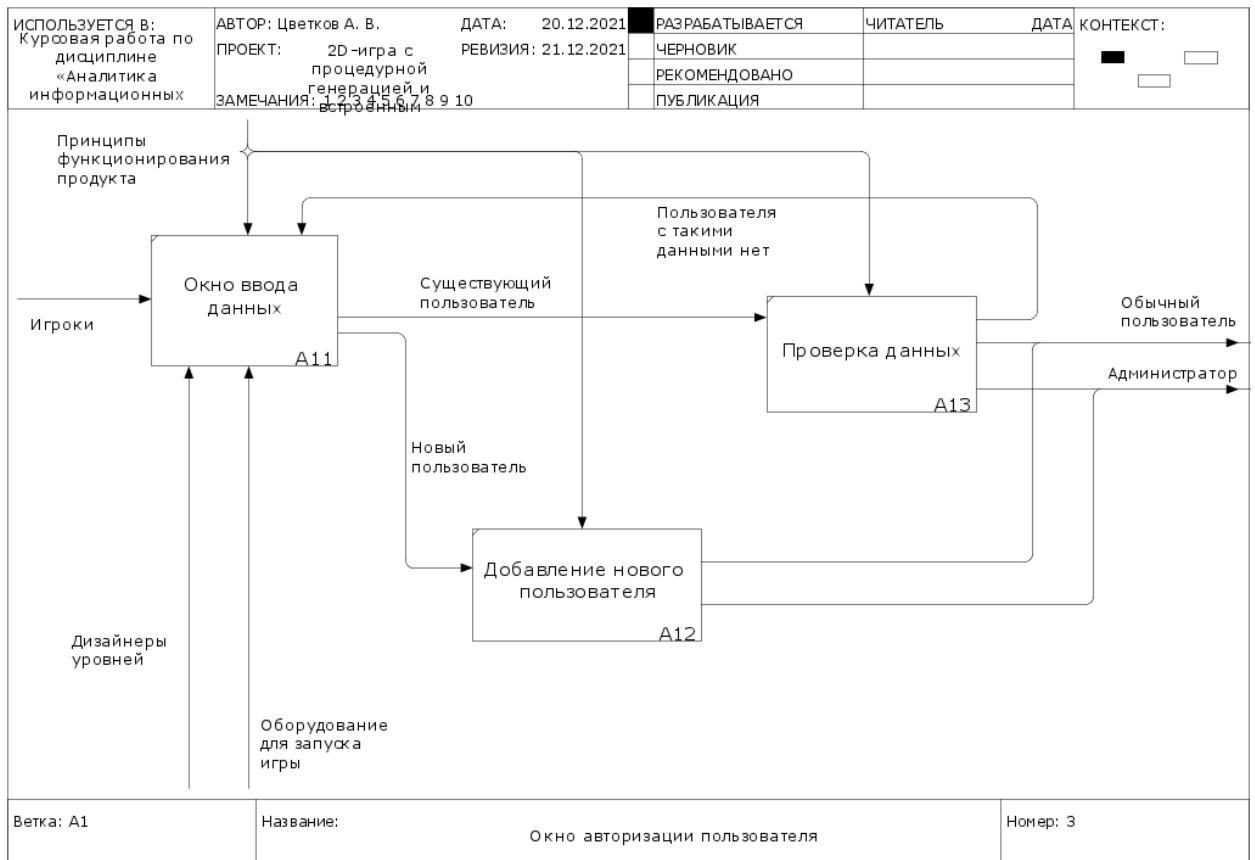 ИСПОЛЬЗУЕТСЯ В:
Курсовая работа по
дисциплине
«Аналитика
информационных
АВТОР: Цветков А. В.
ДАТА: 20.12.2021
ПРОЕКТ: 2D-игра с
процедурной
генерацией и
встроенным
РЕВИЗИЯ: 21.12.2021
ЗАМЕЧАНИЯ: 1 2 3 4 5 6 7 8 9 10
РАЗРАБАТЫВАЕТСЯ
ЧЕРНОВИК
РЕКОМЕНДОВАНО
ПУБЛИКАЦИЯ
ЧИТАТЕЛЬ ДАТА
КОНТЕКСТ:
Принципы
функционирования
продукта
Пользователя
с такими
данными нет
Окно ввода
данных
A11
Игроки
Существующий
пользователь
Проверка данных
A13
Обычный
пользователь
Администратор
Новый
пользователь
Добавление нового
пользователя
A12
Дизайнеры
уровней
Оборудование
для запуска
игры
Ветка: A1
Название:
Окно авторизации пользователя
Номер: 3